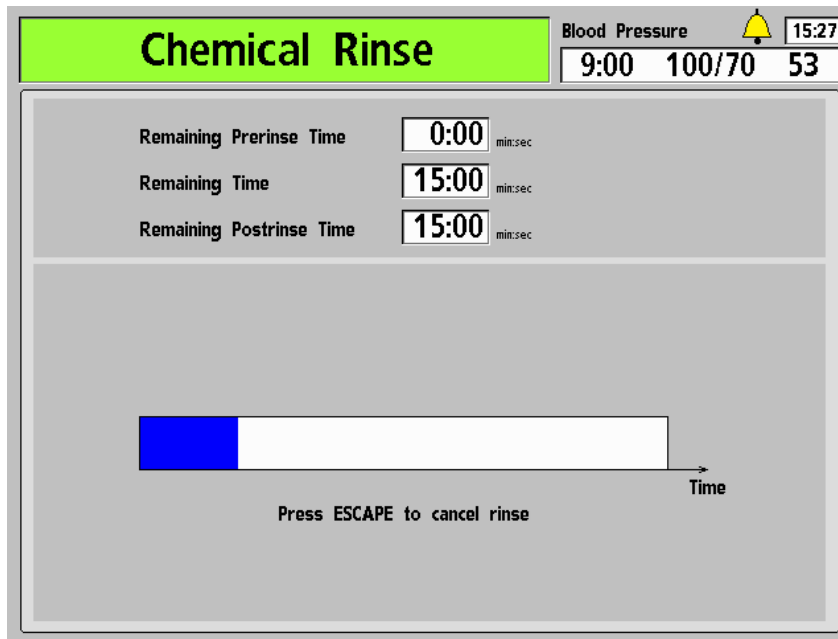 Chemical Rinse
Blood Pressure 15:27
9:00 100/70 53
Remaining Prerinse Time 0:00 min:sec
Remaining Time 15:00 min:sec
Remaining Postrinse Time 15:00 min:sec
Time
Press ESCAPE to cancel rinse